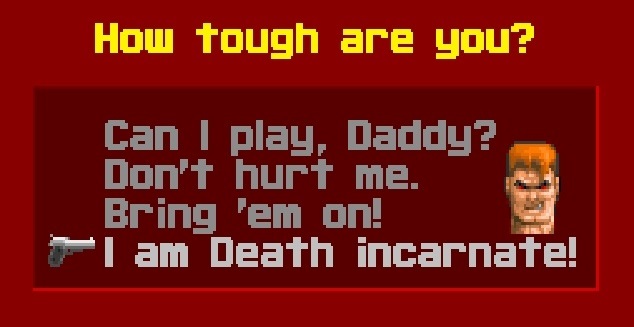 How tough are you?
Can I play, Daddy?
Don't hurt me.
Bring 'em on!
I am Death incarnate!